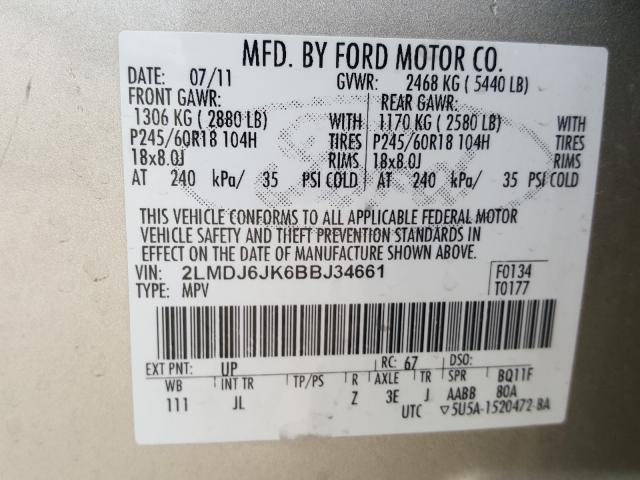 MFD. BY FORD MOTOR CO.
DATE: 07/11 GVWR: 2468 KG ( 5440 LB)
FRONT GAWR: REAR GAWR:
1306 KG ( 2880 LB) WITH 1170 KG ( 2580 LB) WITH
P245/60R18 104H TIRES P245/60R18 104H TIRES
18x8.0J RIMS 18x8.0J RIMS
AT 240 kPa/ 35 PSI COLD AT 240 kPa/ 35 PSI COLD
THIS VEHICLE CONFORMS TO ALL APPLICABLE FEDERAL MOTOR
VEHICLE SAFETY AND THEFT PREVENTION STANDARDS IN
EFFECT ON THE DATE OF MANUFACTURE SHOWN ABOVE.
VIN: 2LMDJ6JK6BBJ34661 F0134
TYPE: MPV T0177
EXT PNT: UP RC: 67 DSO:
WB INT TR TP/PS R AXLE TR SPR BQ11F
111 JL Z 3E J AABB 80A
UTC ▽5U5A-1520472-BA